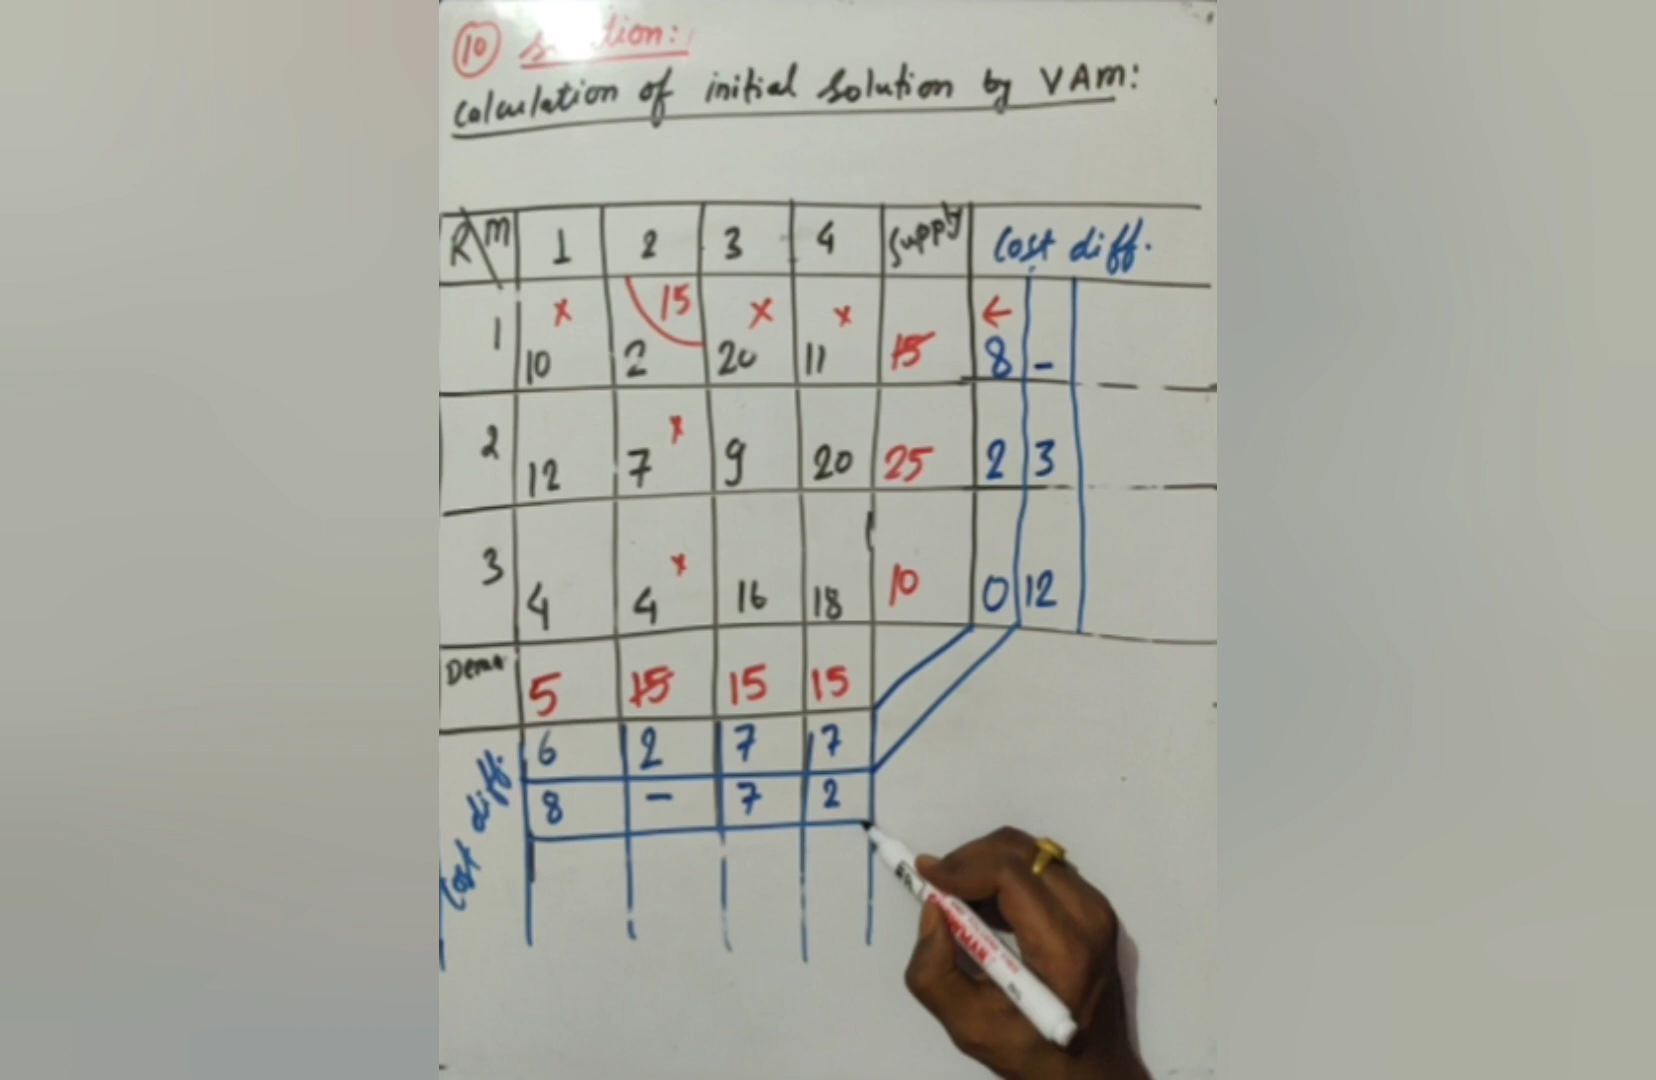 10
Calculation of initial Solution by VAM:
R M 1 2 3 4 Supply Cost diff.
1 10 x 2 15 20 x 11 x 15 ← 8 -
2 12 7 x 9 20 25 2 3
3 4 4 x 16 18 10 0 12
5 15 15 15
Cost diff. 6 2 7 7
8 - 7 2